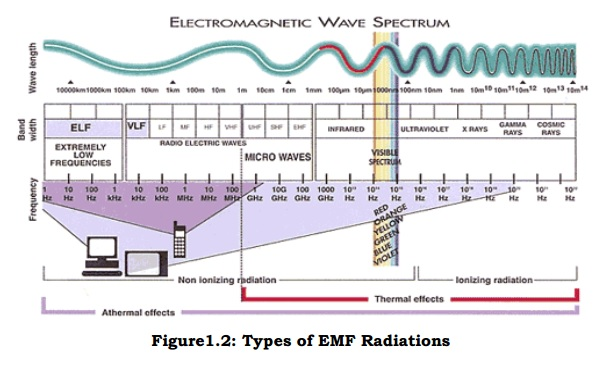 ELECTROMAGNETIC WAVE SPECTRUM
Wave length
10000km 1000km 100km 10km 1km 100m 10m 1m 10cm 1cm 1mm 100µm 10µm 1000nm 100nm 10nm 1nm 10m10 10m12 10m13 10m14
Band width
ELF VLF LF MF HF VHF UHF SHF EHF INFRARED ULTRAVIOLET X RAYS GAMMA RAYS COSMIC RAYS
EXTREMELY LOW FREQUENCIES
RADIO ELECTRIC WAVES
MICRO WAVES
VISIBLE SPECTRUM
Frequency
1 Hz 10 Hz 100 Hz 1 kHz 10 kHz 100 kHz 1 MHz 10 MHz 100 MHz 1 GHz 10G Hz 100 GHz 1000 GHz
RED
ORANGE
YELLOW
GREEN
BLUE
VIOLET
Non ionizing radiation Ionizing radiation
Thermal effects
Athermal effects
Figure1.2: Types of EMF Radiations